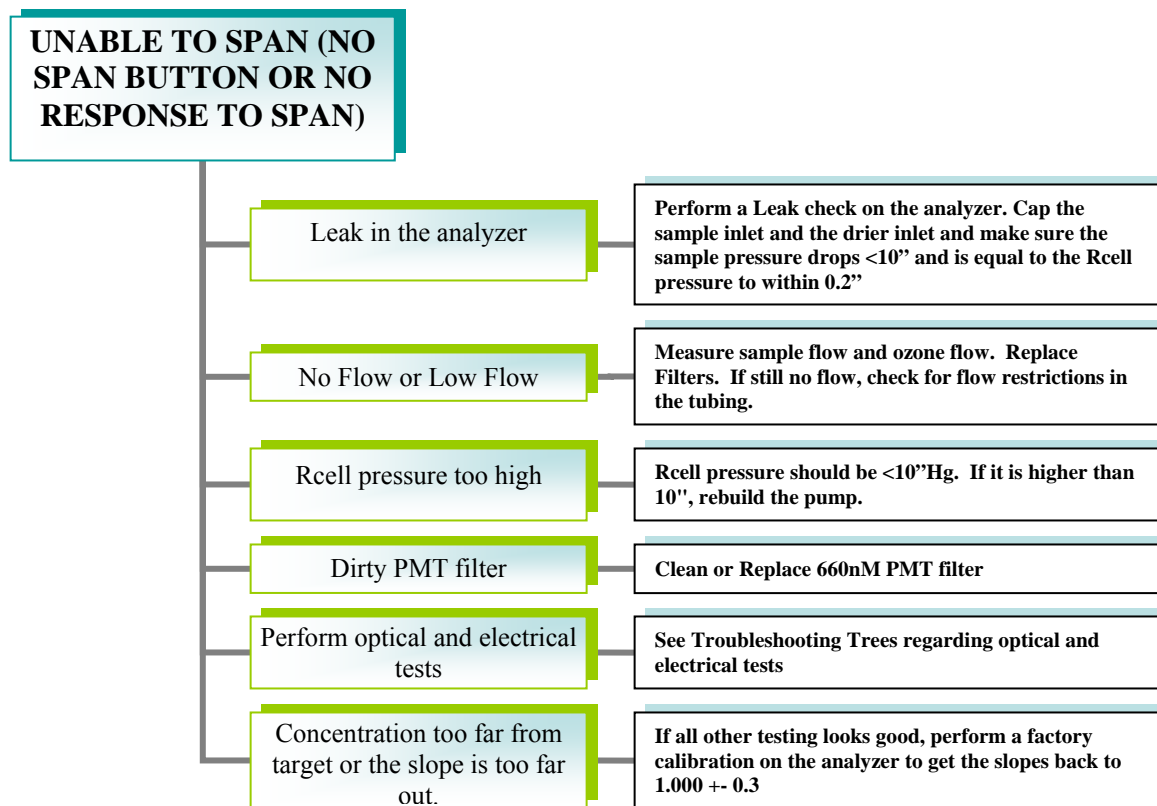 UNABLE TO SPAN (NO
SPAN BUTTON OR NO
RESPONSE TO SPAN)
Leak in the analyzer
Perform a Leak check on the analyzer. Cap the
sample inlet and the drier inlet and make sure the
sample pressure drops <10” and is equal to the Rcell
pressure to within 0.2”
No Flow or Low Flow
Measure sample flow and ozone flow.  Replace
Filters.  If still no flow, check for flow restrictions in
the tubing.
Rcell pressure too high
Rcell pressure should be <10”Hg.  If it is higher than
10", rebuild the pump.
Dirty PMT filter
Clean or Replace 660nM PMT filter
Perform optical and electrical
tests
See Troubleshooting Trees regarding optical and
electrical tests
Concentration too far from
target or the slope is too far
out.
If all other testing looks good, perform a factory
calibration on the analyzer to get the slopes back to
1.000 +- 0.3